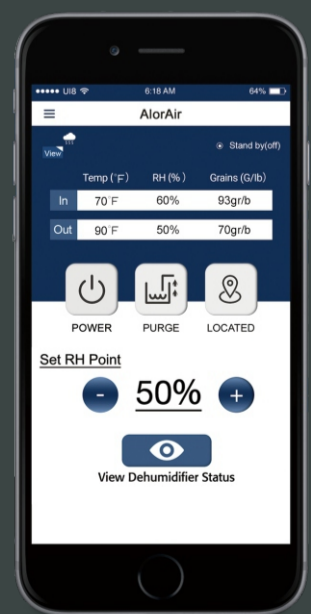 UI8 6:18 AM 64%
AlorAir
View Stand by(off)
Temp (°F) RH (%) Grains (G/lb)
In 70°F 60% 93gr/b
Out 90°F 50% 70gr/b
POWER PURGE LOCATED
Set RH Point
- 50% +
View Dehumidifier Status